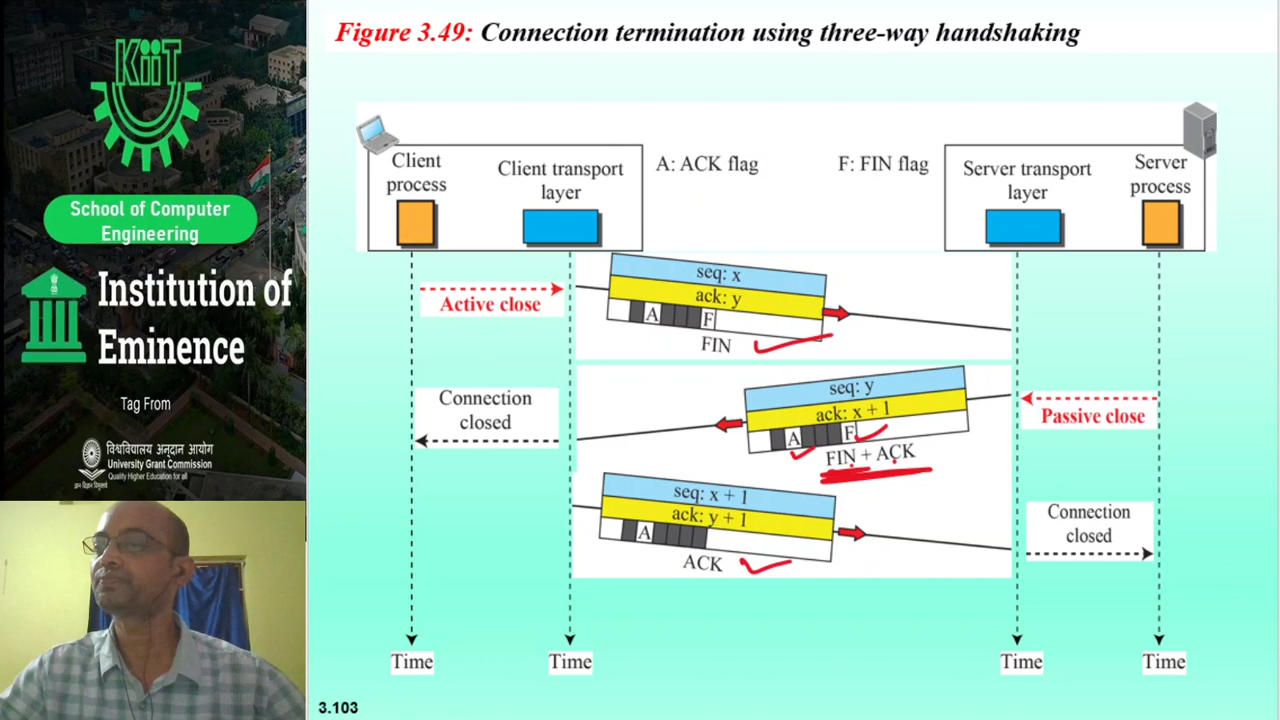 KiiT
School of Computer
Engineering
Institution of
Eminence
Tag From
विश्वविद्यालय अनुदान आयोग
University Grant Commission
Quality Higher Education for all
Figure 3.49: Connection termination using three-way handshaking
Client
process
Client transport
layer
A: ACK flag
F: FIN flag
Server transport
layer
Server
process
Active close
seq: x
ack: y
A
F
FIN
Connection
closed
seq: y
ack: x + 1
A
F
FIN + ACK
Passive close
seq: x + 1
ack: y + 1
A
ACK
Connection
closed
Time
Time
Time
Time
3.103